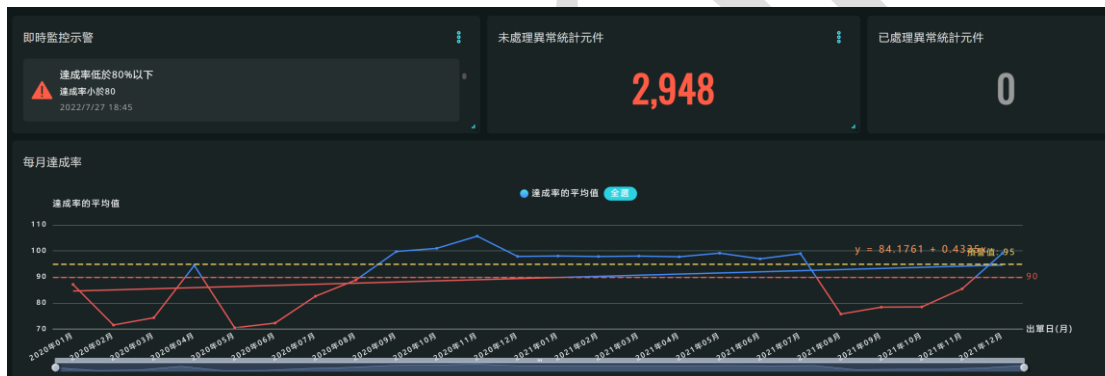 即時監控示警
達成率低於80%以下
達成率小於80
2022/7/27 18:45
未處理異常統計元件
2,948
已處理異常統計元件
0
每月達成率
達成率的平均值 全選
達成率的平均值
110
100
90
80
70
y = 84.1761 + 0.4325x
預警值: 95
90
出單日(月)
2020年01月
2020年02月
2020年03月
2020年04月
2020年05月
2020年06月
2020年07月
2020年08月
2020年09月
2020年10月
2020年11月
2020年12月
2021年01月
2021年02月
2021年03月
2021年04月
2021年05月
2021年06月
2021年07月
2021年08月
2021年09月
2021年10月
2021年11月
2021年12月